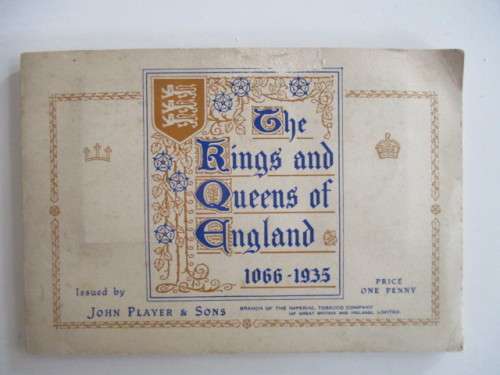 The
Kings and
Queens of
England
1066-1935
Issued by
JOHN PLAYER & SONS
BRANCH OF THE IMPERIAL TOBACCO COMPANY
OF GREAT BRITAIN AND IRELAND, LIMITED.
PRICE
ONE PENNY